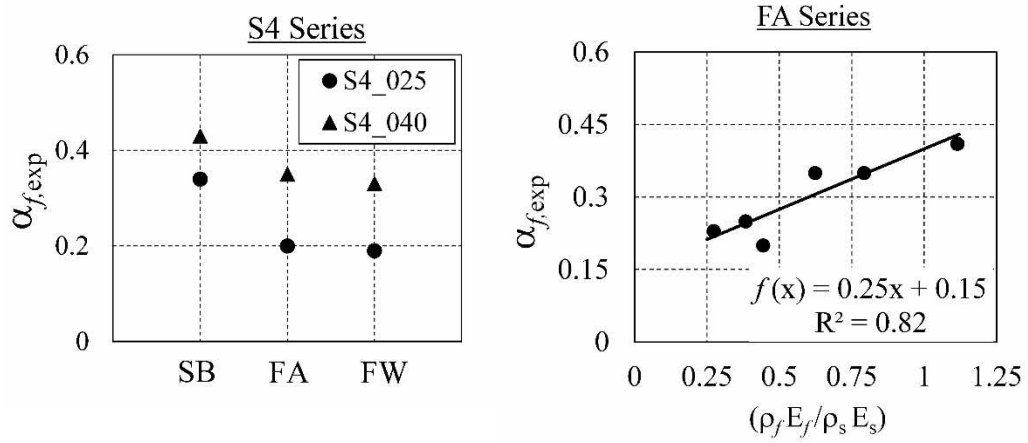 S4 Series
0.6
0.4
0.2
0
α_f,exp
S4_025
S4_040
SB FA FW
FA Series
0.6
0.45
0.3
0.15
0
α_f,exp
f(x) = 0.25x + 0.15
R² = 0.82
0 0.25 0.5 0.75 1 1.25
(ρ_f E_f/ρ_s E_s)